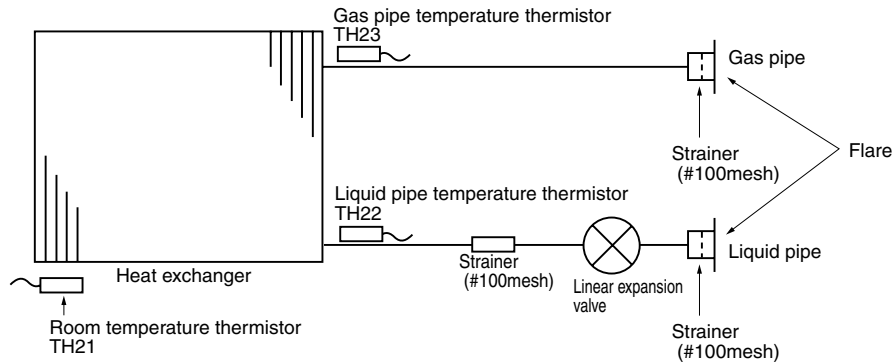 Gas pipe temperature thermistor
TH23
Gas pipe
Strainer
(#100mesh)
Flare
Liquid pipe temperature thermistor
TH22
Strainer
(#100mesh)
Linear expansion
valve
Liquid pipe
Heat exchanger
Room temperature thermistor
TH21
Strainer
(#100mesh)